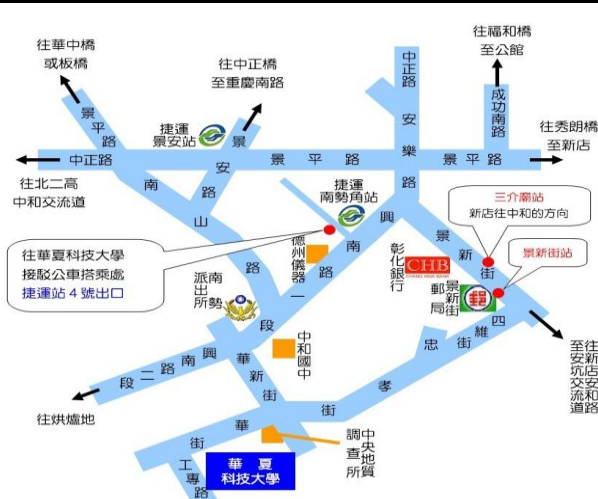 往華中橋
或板橋
往中正橋
至重慶南路
往福和橋
至公館
景平路
捷運
景安站
景安路
中正路
安樂路
成功南路
往秀朗橋
至新店
中正路
景平路
景平路
往北二高
中和交流道
南山路
捷運
南勢角站
三介廟站
新店往中和的方向
景新街站
往華夏科技大學
接駁公車搭乘處
捷運站4號出口
德州儀器
興南路一段
彰化銀行
CHB
景新街
景新街
郵局
南勢
派出所
中和國中
四維街
忠孝街
往新店安和路
至安坑交流道
興南路二段
華新街
往烘爐地
華街
中央地質
調查所
工專路
華夏
科技大學